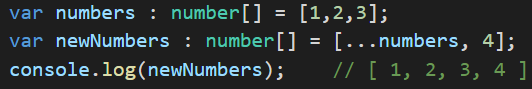 var numbers : number[] = [1,2,3];
var newNumbers : number[] = [...numbers, 4];
console.log(newNumbers);    // [ 1, 2, 3, 4 ]